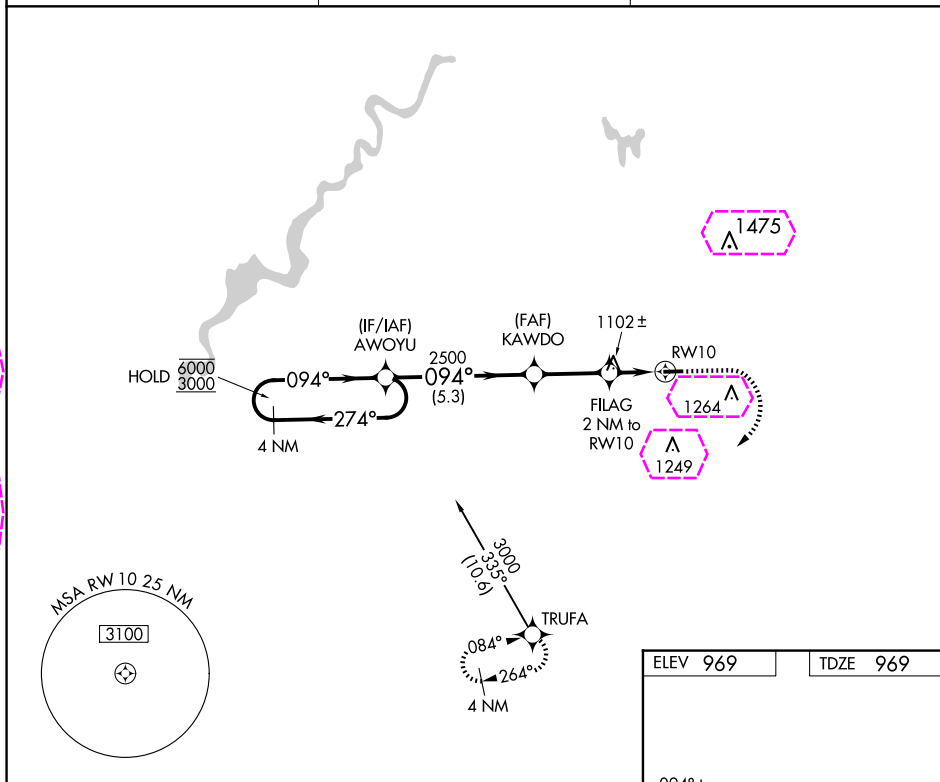 1475
(IF/IAF)
AWOYU
(FAF)
KAWDO
1102 ±
RW10
HOLD
6000
3000
094°
274°
4 NM
2500
094°
(5.3)
FILAG
2 NM to
RW10
1264
1249
3000
335°
(10.6)
TRUFA
084°
264°
4 NM
MSA RW 10 25 NM
3100
ELEV 969
TDZE 969